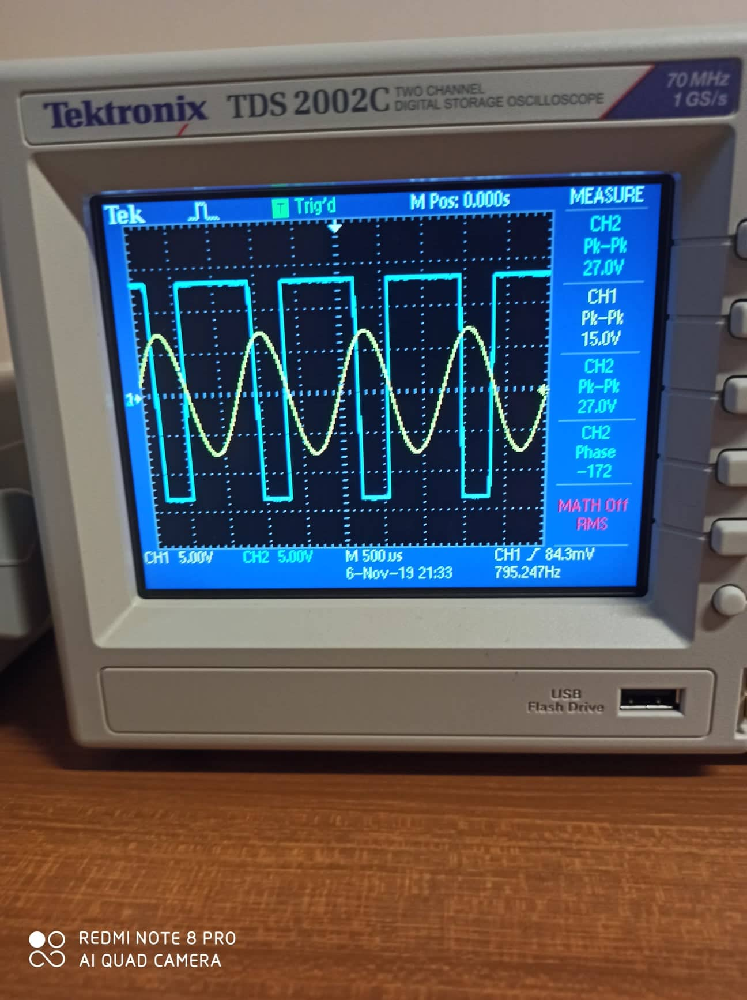 Tektronix TDS 2002C TWO CHANNEL
DIGITAL STORAGE OSCILLOSCOPE
70 MHz
1 GS/s
Tek T Trig'd M Pos: 0.000s MEASURE
CH2
Pk-Pk
27.0V
CH1
Pk-Pk
15.0V
CH2
Pk-Pk
27.0V
CH2
Phase
-172
MATH Off
RMS
1
CH1 5.00V CH2 5.00V M 500µs CH1 84.3mV
6-Nov-19 21:33 795.247Hz
USB
Flash Drive
REDMI NOTE 8 PRO
AI QUAD CAMERA